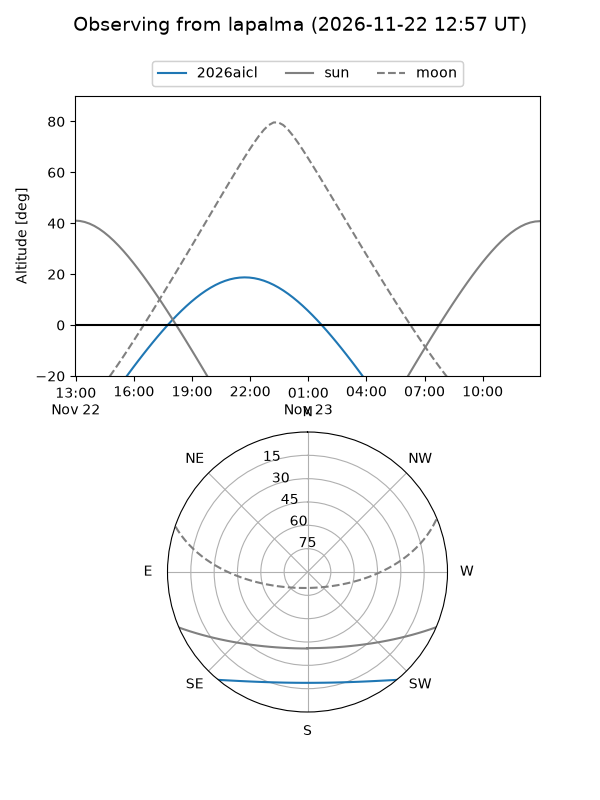 Observing from lapalma (2026-11-22 12:57 UT)
2026aicl sun moon
Altitude [deg]
80
60
40
20
0
−20
13:00 16:00 19:00 22:00 01:00 04:00 07:00 10:00
Nov 22 Nov 23
N
NE NW
15
30
45
60
75
E W
SE SW
S